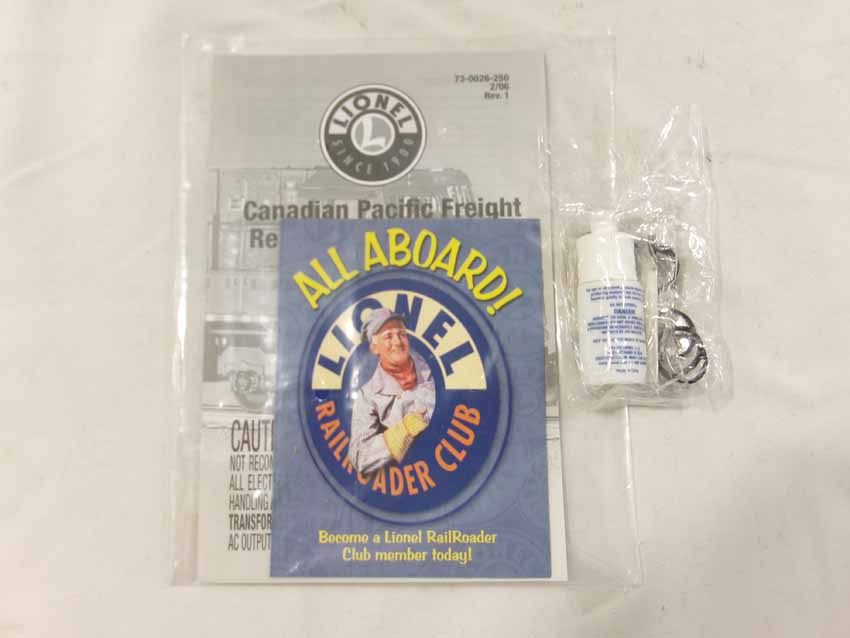 73-0026-250
2/06
Rev. 1
LIONEL
L
SINCE 1900
Canadian Pacific Freight
Re
ALL ABOARD!
LIONEL
RAILROADER CLUB
Become a Lionel RailRoader
Club member today!
CAUTI
NOT RECOM
ALL ELECT
HANDLING
TRANSFOR
AC OUTPUT
DANGER